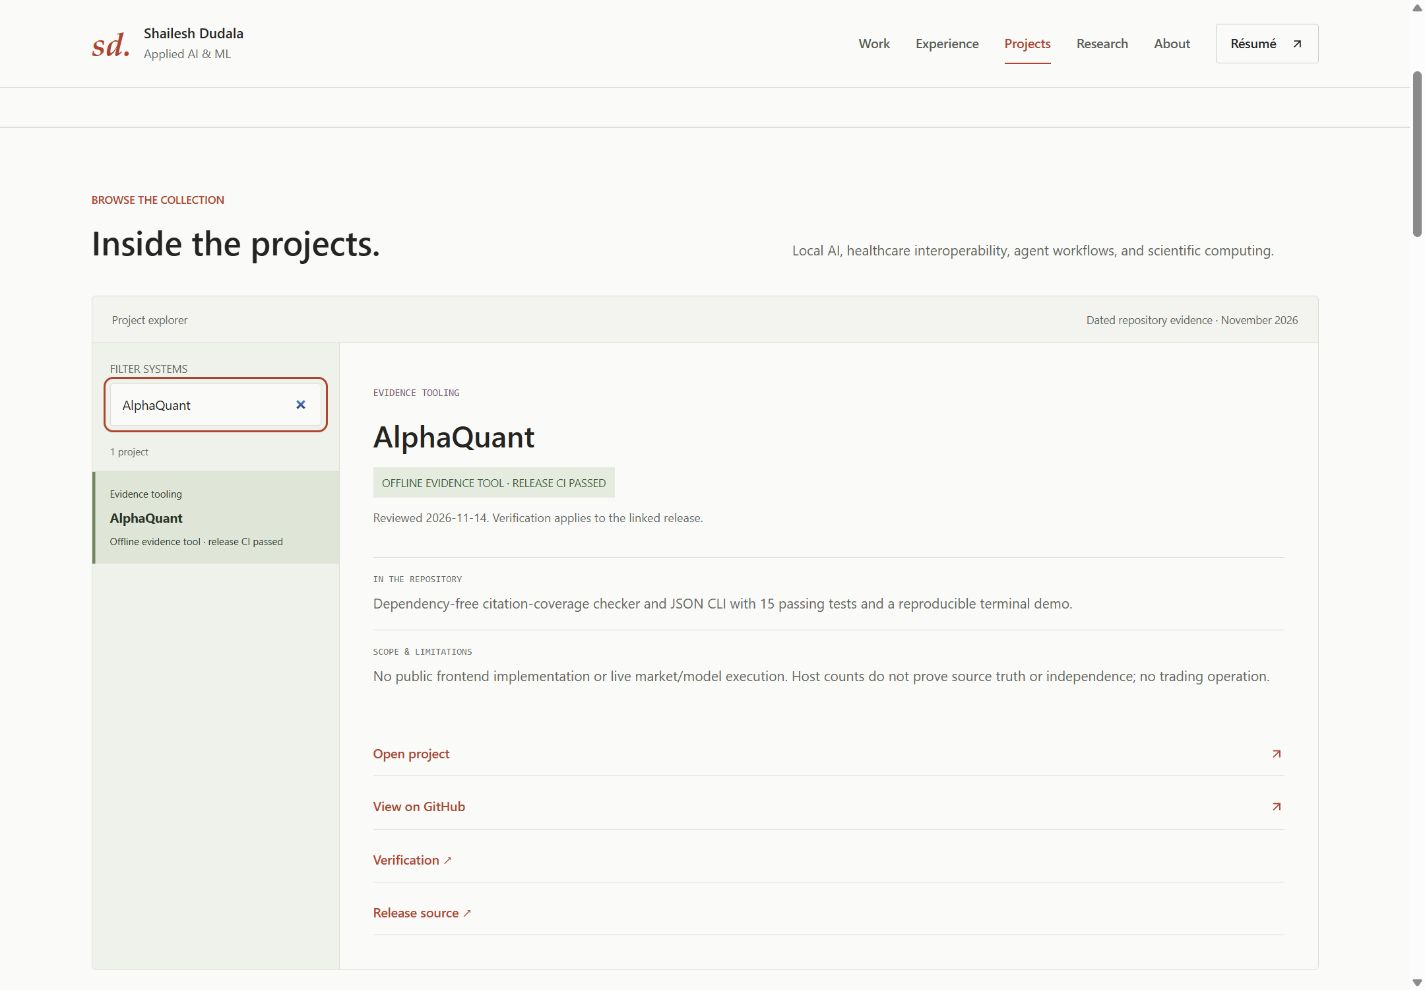 sd.
Shailesh Dudala
Applied AI & ML
Work
Experience
Projects
Research
About
Résumé ↗
BROWSE THE COLLECTION
Inside the projects.
Local AI, healthcare interoperability, agent workflows, and scientific computing.
Project explorer
Dated repository evidence · November 2026
FILTER SYSTEMS
AlphaQuant
1 project
Evidence tooling
AlphaQuant
Offline evidence tool · release CI passed
EVIDENCE TOOLING
AlphaQuant
OFFLINE EVIDENCE TOOL · RELEASE CI PASSED
Reviewed 2026-11-14. Verification applies to the linked release.
IN THE REPOSITORY
Dependency-free citation-coverage checker and JSON CLI with 15 passing tests and a reproducible terminal demo.
SCOPE & LIMITATIONS
No public frontend implementation or live market/model execution. Host counts do not prove source truth or independence; no trading operation.
Open project ↗
View on GitHub ↗
Verification ↗
Release source ↗